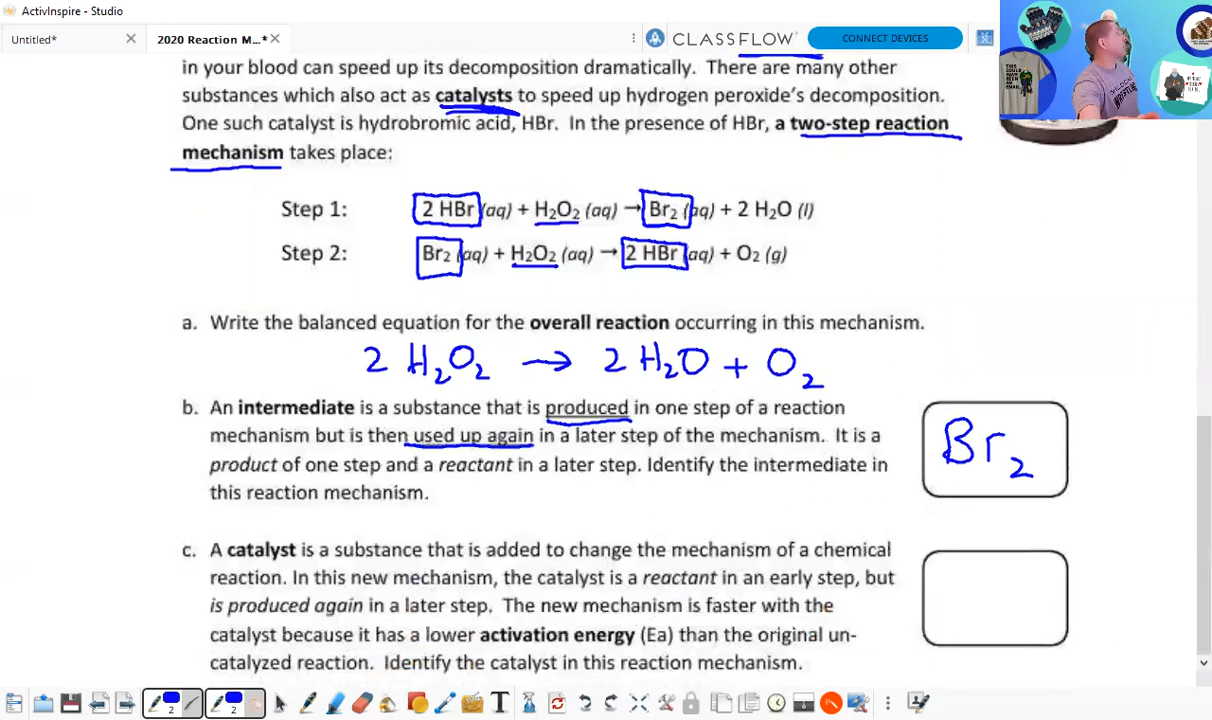 ActivInspire - Studio
Untitled*
2020 Reaction M...*
CLASSFLOW
CONNECT DEVICES
in your blood can speed up its decomposition dramatically. There are many other
substances which also act as catalysts to speed up hydrogen peroxide's decomposition.
One such catalyst is hydrobromic acid, HBr. In the presence of HBr, a two-step reaction
mechanism takes place:
Step 1: 2 HBr (aq) + H₂O₂ (aq) → Br₂ (aq) + 2 H₂O (l)
Step 2: Br₂ (aq) + H₂O₂ (aq) → 2 HBr (aq) + O₂ (g)
a. Write the balanced equation for the overall reaction occurring in this mechanism.
2 H₂O₂ → 2 H₂O + O₂
b. An intermediate is a substance that is produced in one step of a reaction
mechanism but is then used up again in a later step of the mechanism. It is a
product of one step and a reactant in a later step. Identify the intermediate in
this reaction mechanism.
Br₂
c. A catalyst is a substance that is added to change the mechanism of a chemical
reaction. In this new mechanism, the catalyst is a reactant in an early step, but
is produced again in a later step. The new mechanism is faster with the
catalyst because it has a lower activation energy (Ea) than the original un-
catalyzed reaction. Identify the catalyst in this reaction mechanism.
2
2
T